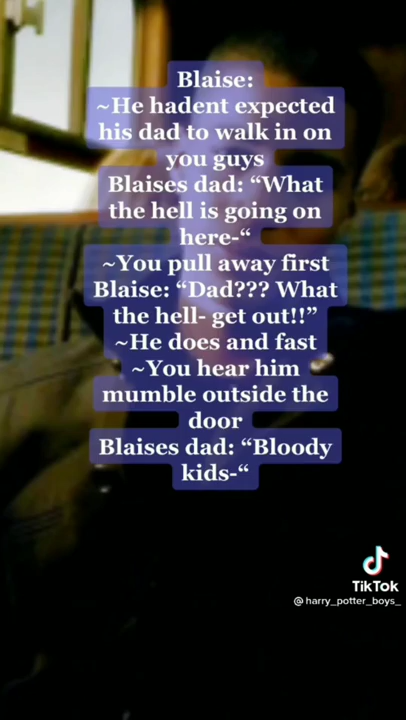 Blaise:
~He hadent expected
his dad to walk in on
you guys
Blaises dad: “What
the hell is going on
here-“
~You pull away first
Blaise: “Dad??? What
the hell- get out!!”
~He does and fast
~You hear him
mumble outside the
door
Blaises dad: “Bloody
kids-“
TikTok
@harry_potter_boys_